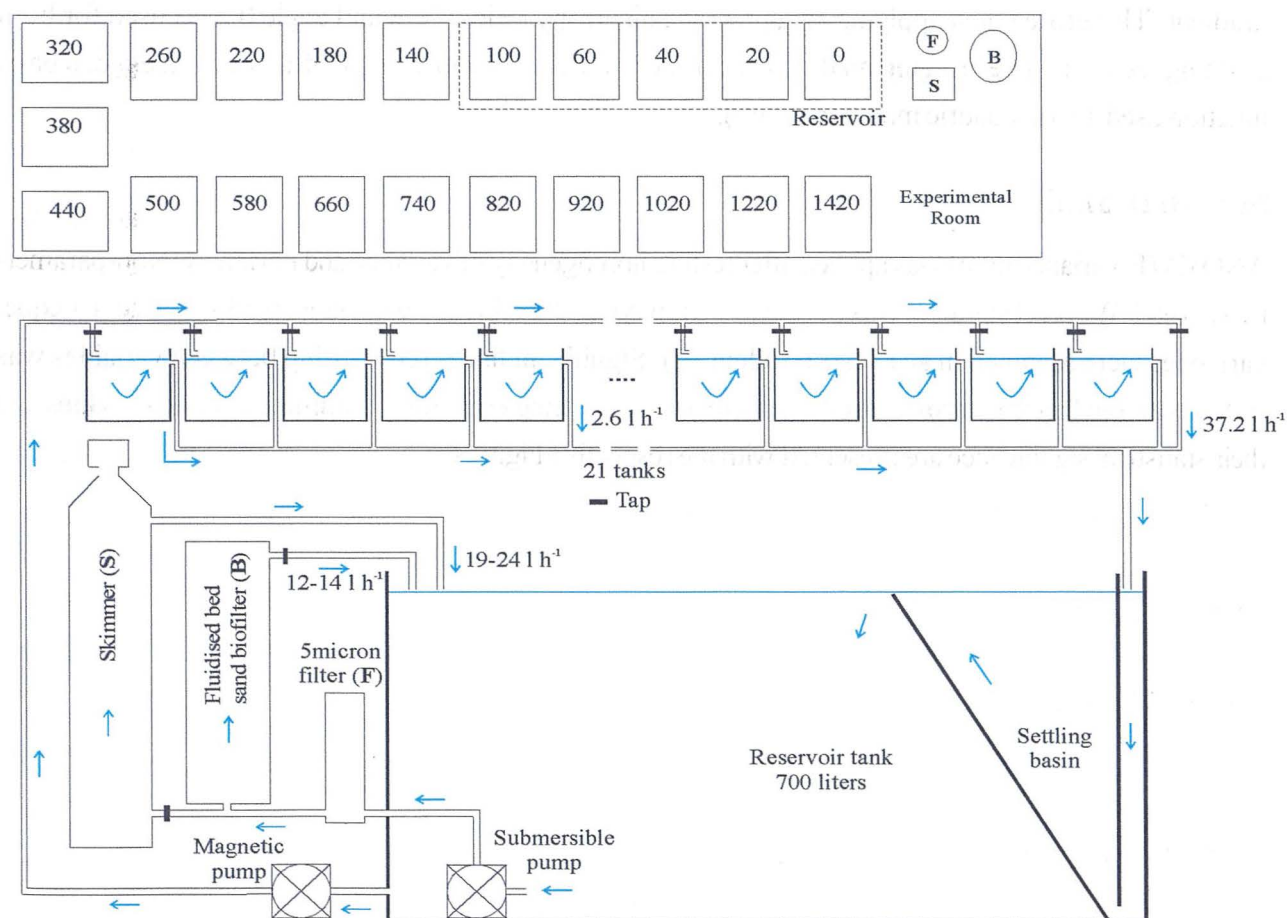 320 260 220 180 140 100 60 40 20 0 F B
S
Reservoir
380
440 500 580 660 740 820 920 1020 1220 1420 Experimental
Room
2.6 l h⁻¹
37.2 l h⁻¹
21 tanks
Tap
Skimmer (S)
Fluidised bed
sand biofilter (B)
12-14 l h⁻¹
19-24 l h⁻¹
5micron
filter (F)
Reservoir tank
700 liters
Settling
basin
Magnetic
pump
Submersible
pump